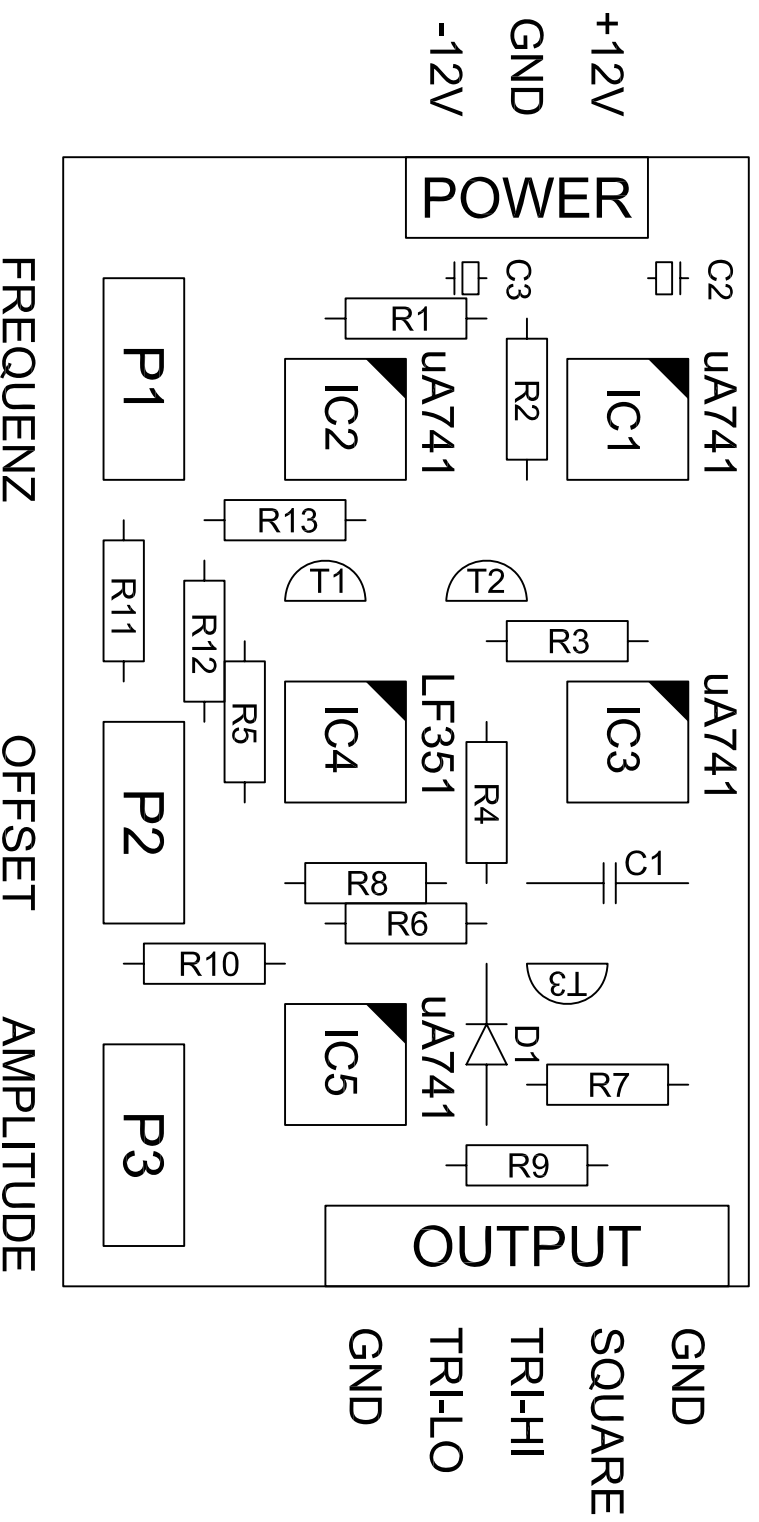 -12V
GND
+12V
POWER
C3
C2
R1
P1
IC2
uA741
R2
IC1
uA741
FREQUENZ
R13
R11
T1
T2
R12
R3
R5
IC4
LF351
IC3
uA741
R4
OFFSET
P2
C1
R8
R6
R10
T3
IC5
uA741
D1
R7
AMPLITUDE
P3
R9
OUTPUT
GND
TRI-LO
TRI-HI
SQUARE
GND